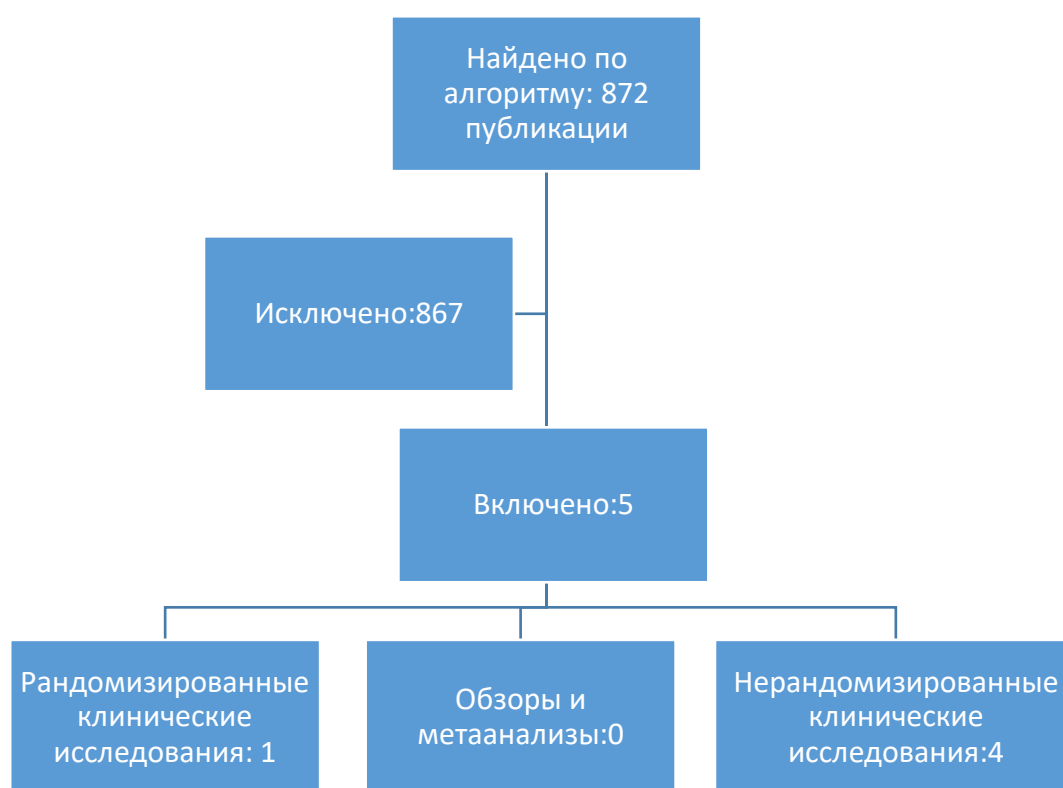 Найдено по
алгоритму: 872
публикации
Исключено:867
Включено:5
Рандомизированные
клинические
исследования: 1
Обзоры и
метаанализы:0
Нерандомизированные
клинические
исследования:4